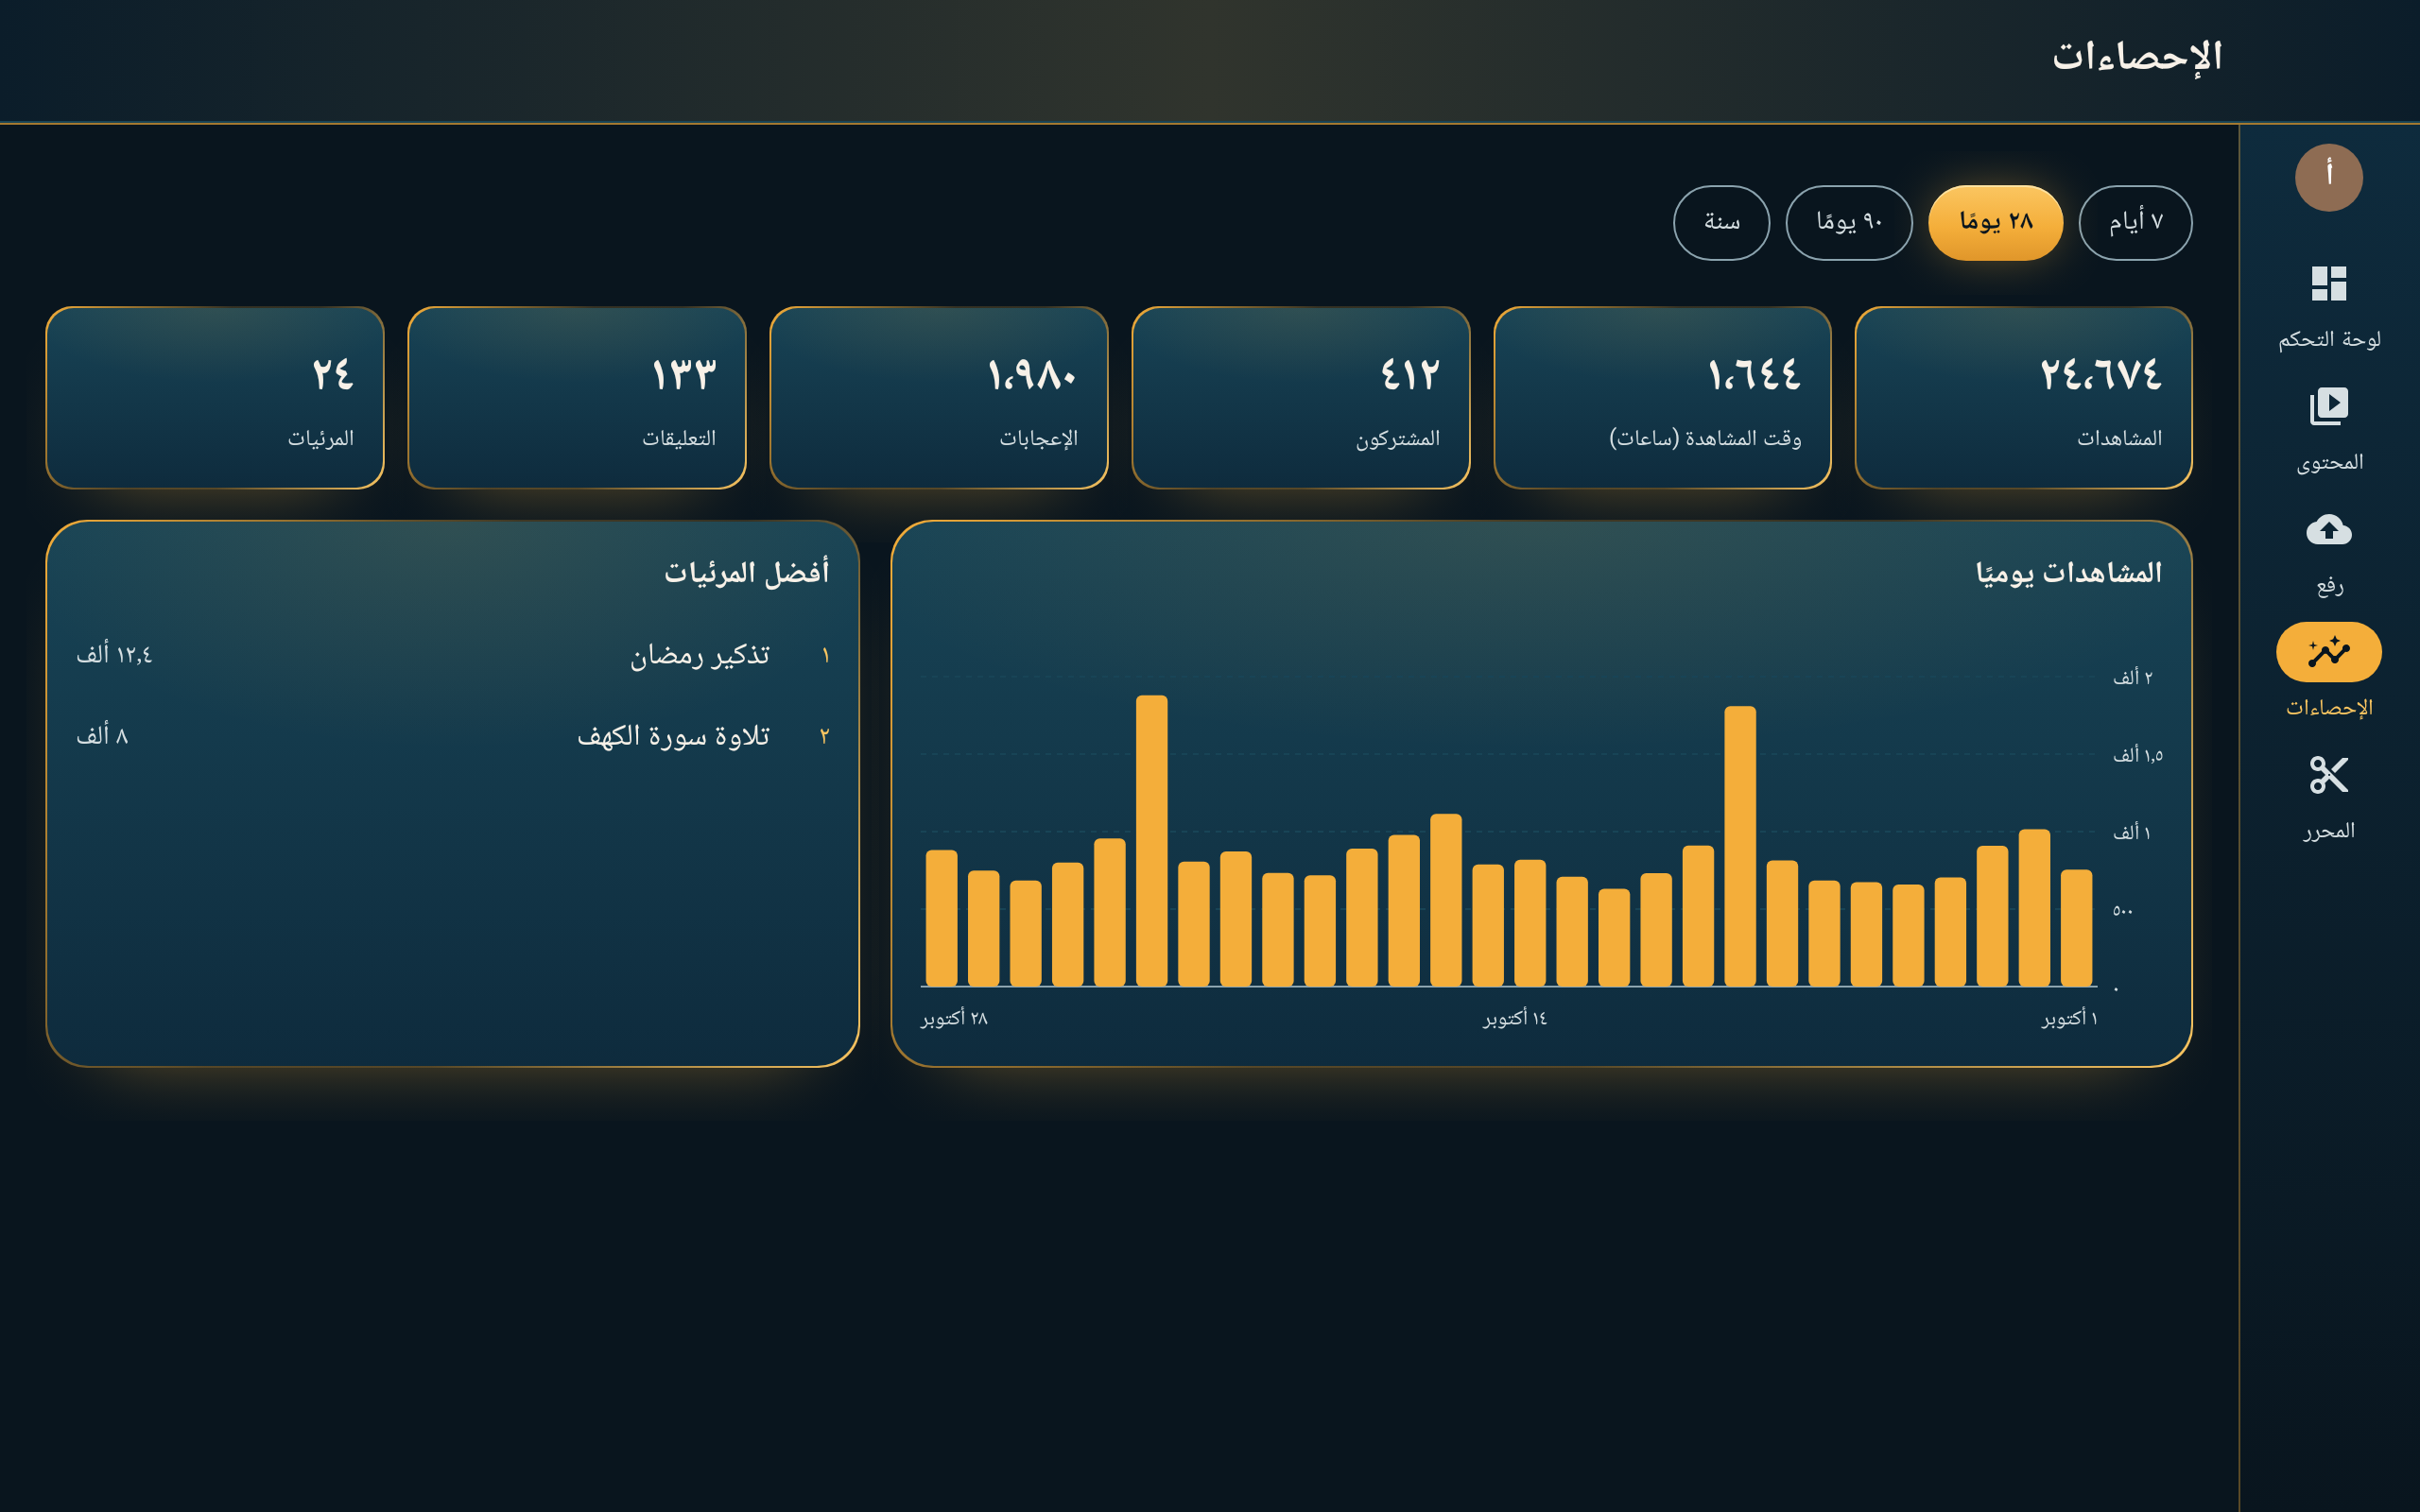 الإحصاءات
أ
لوحة التحكم
المحتوى
رفع
الإحصاءات
المحرر
٧ أيام
٢٨ يومًا
٩٠ يومًا
سنة
٢٤،٦٧٤
المشاهدات
١،٦٤٤
وقت المشاهدة (ساعات)
٤١٢
المشتركون
١،٩٨٠
الإعجابات
١٣٣
التعليقات
٢٤
المرئيات
المشاهدات يوميًا
٢ ألف
١,٥ ألف
١ ألف
٥٠٠
٠
١ أكتوبر
١٤ أكتوبر
٢٨ أكتوبر
أفضل المرئيات
١ تذكير رمضان ١٢,٤ ألف
٢ تلاوة سورة الكهف ٨ ألف